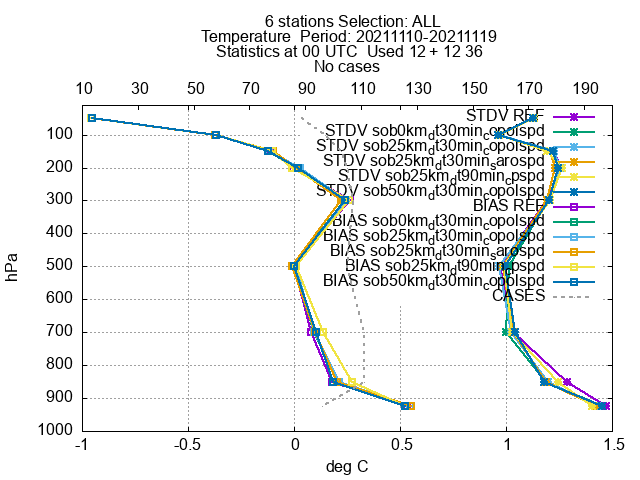 6 stations Selection: ALL
Temperature  Period: 20211110-20211119
Statistics at 00 UTC  Used 12 + 12 36
No cases
10 30 50 70 90 110 130 150 170 190
STDV REF
STDV sob0km_dt30min_copolspd
STDV sob25km_dt30min_copolspd
STDV sob25km_dt30min_sarospd
STDV sob25km_dt90min_cpspd
STDV sob50km_dt30min_copolspd
BIAS REF
BIAS sob0km_dt30min_copolspd
BIAS sob25km_dt30min_copolspd
BIAS sob25km_dt30min_sarospd
BIAS sob25km_dt90min_cpspd
BIAS sob50km_dt30min_copolspd
CASES
100
200
300
400
500
600
700
800
900
1000
hPa
-1 -0.5 0 0.5 1 1.5
deg C